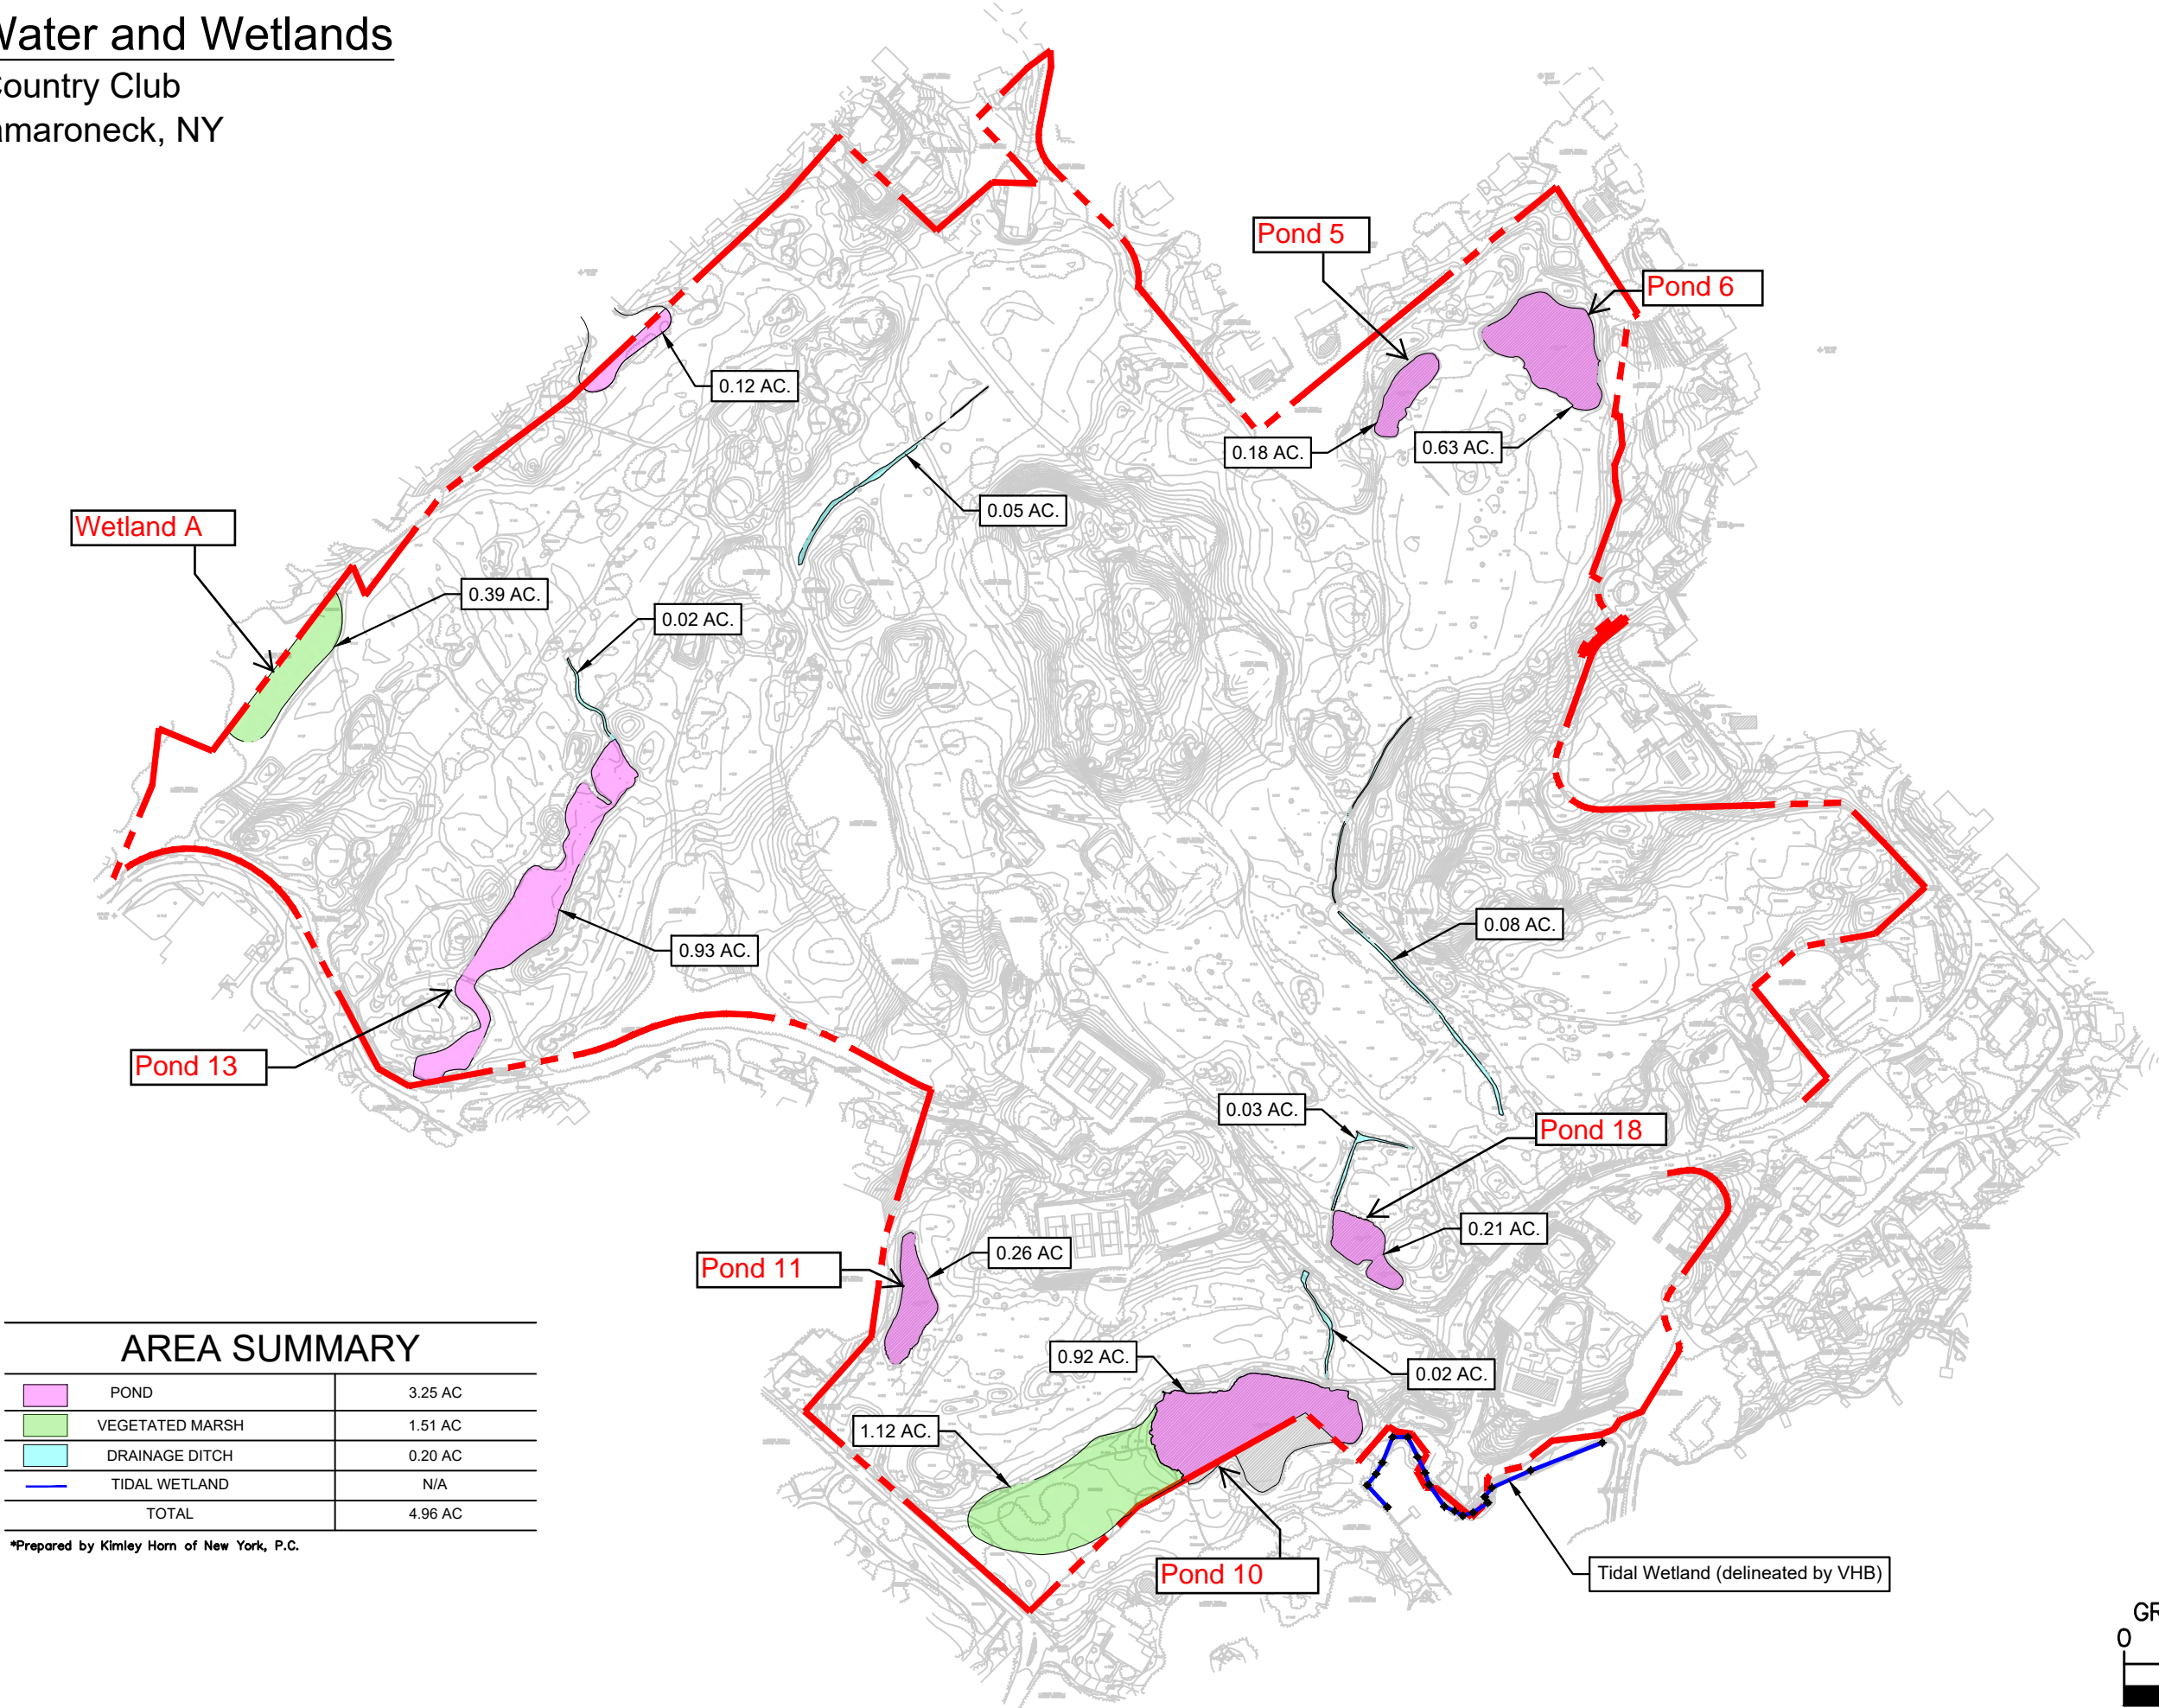 Water and Wetlands
Country Club
amaroneck, NY
Pond 5
Pond 6
0.12 AC.
0.18 AC.
0.63 AC.
0.05 AC.
Wetland A
0.39 AC.
0.02 AC.
0.93 AC.
0.08 AC.
Pond 13
0.03 AC.
Pond 18
0.21 AC.
0.26 AC
Pond 11
0.92 AC.
0.02 AC.
1.12 AC.
Pond 10
Tidal Wetland (delineated by VHB)
AREA SUMMARY
POND 3.25 AC
VEGETATED MARSH 1.51 AC
DRAINAGE DITCH 0.20 AC
TIDAL WETLAND N/A
TOTAL 4.96 AC
*Prepared by Kimley Horn of New York, P.C.
GR
0